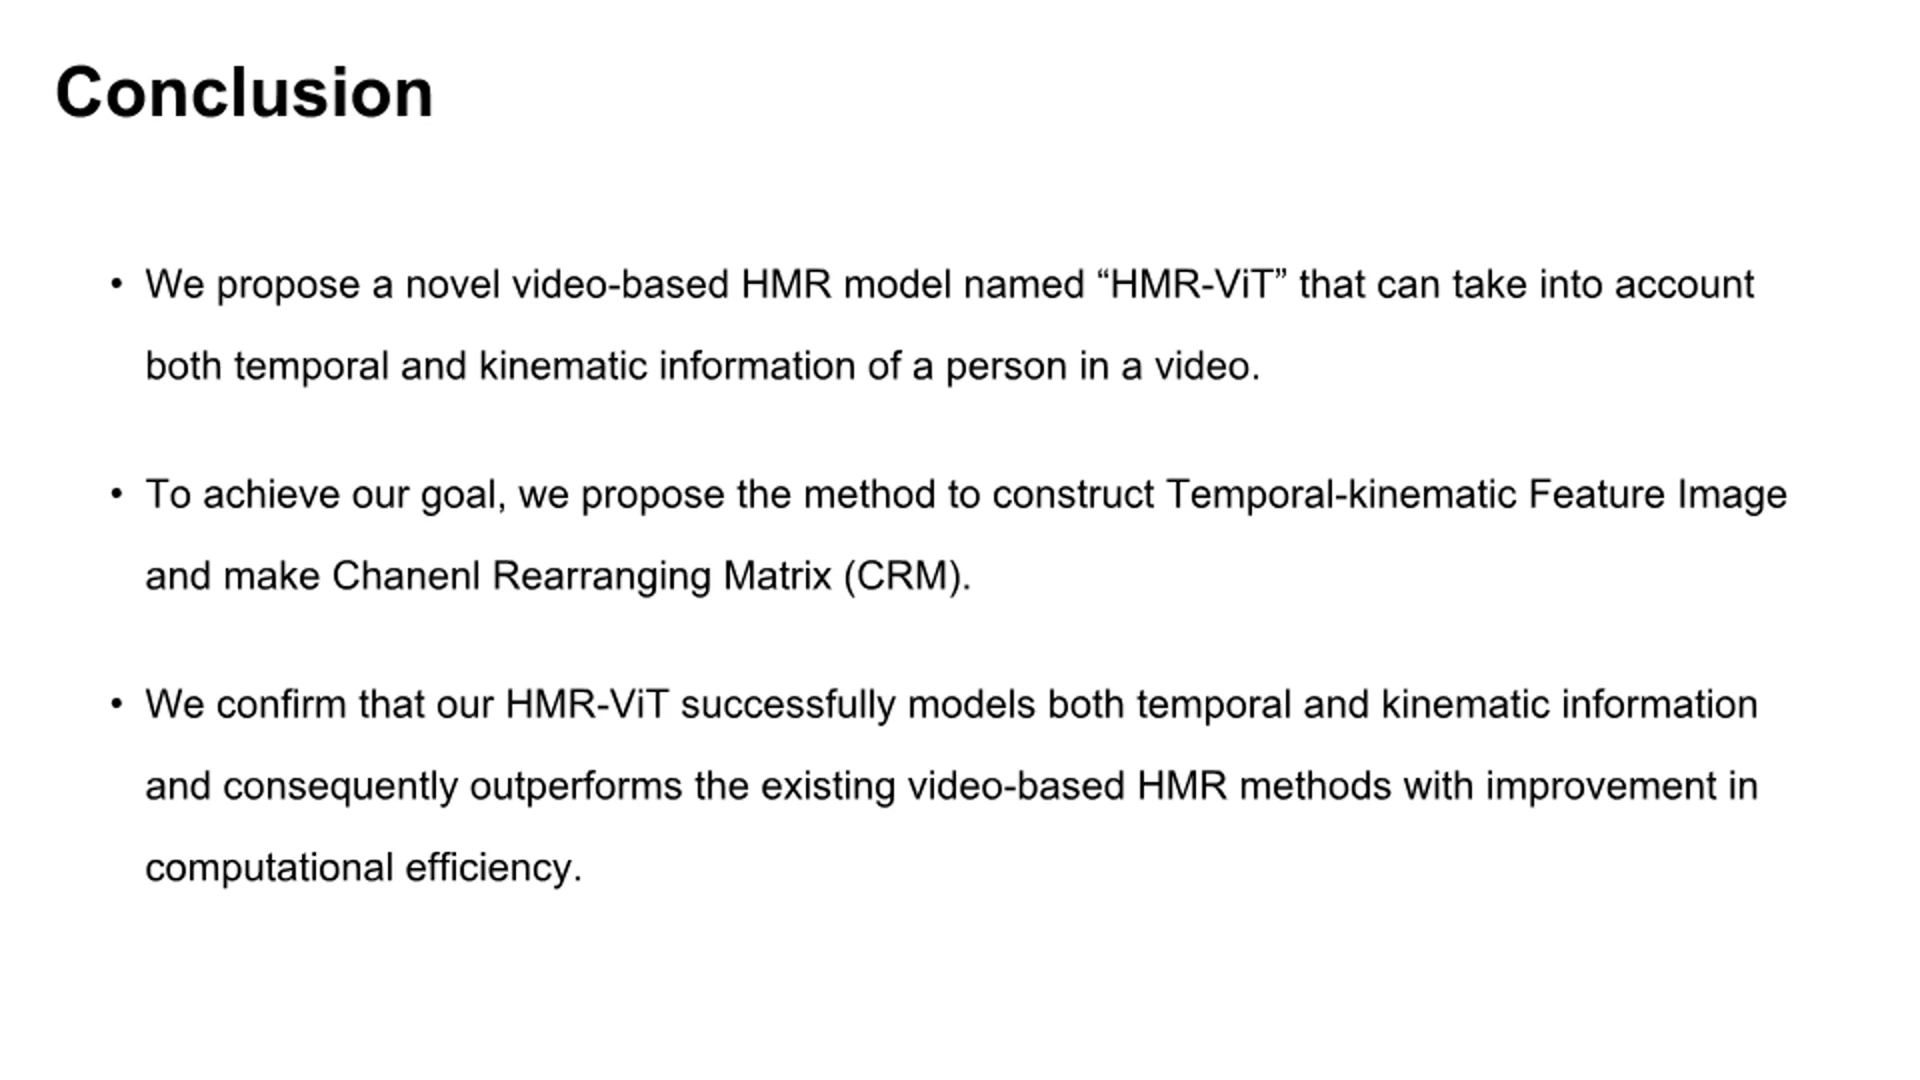 Conclusion
• We propose a novel video-based HMR model named “HMR-ViT” that can take into account
both temporal and kinematic information of a person in a video.
• To achieve our goal, we propose the method to construct Temporal-kinematic Feature Image
and make Chanenl Rearranging Matrix (CRM).
• We confirm that our HMR-ViT successfully models both temporal and kinematic information
and consequently outperforms the existing video-based HMR methods with improvement in
computational efficiency.